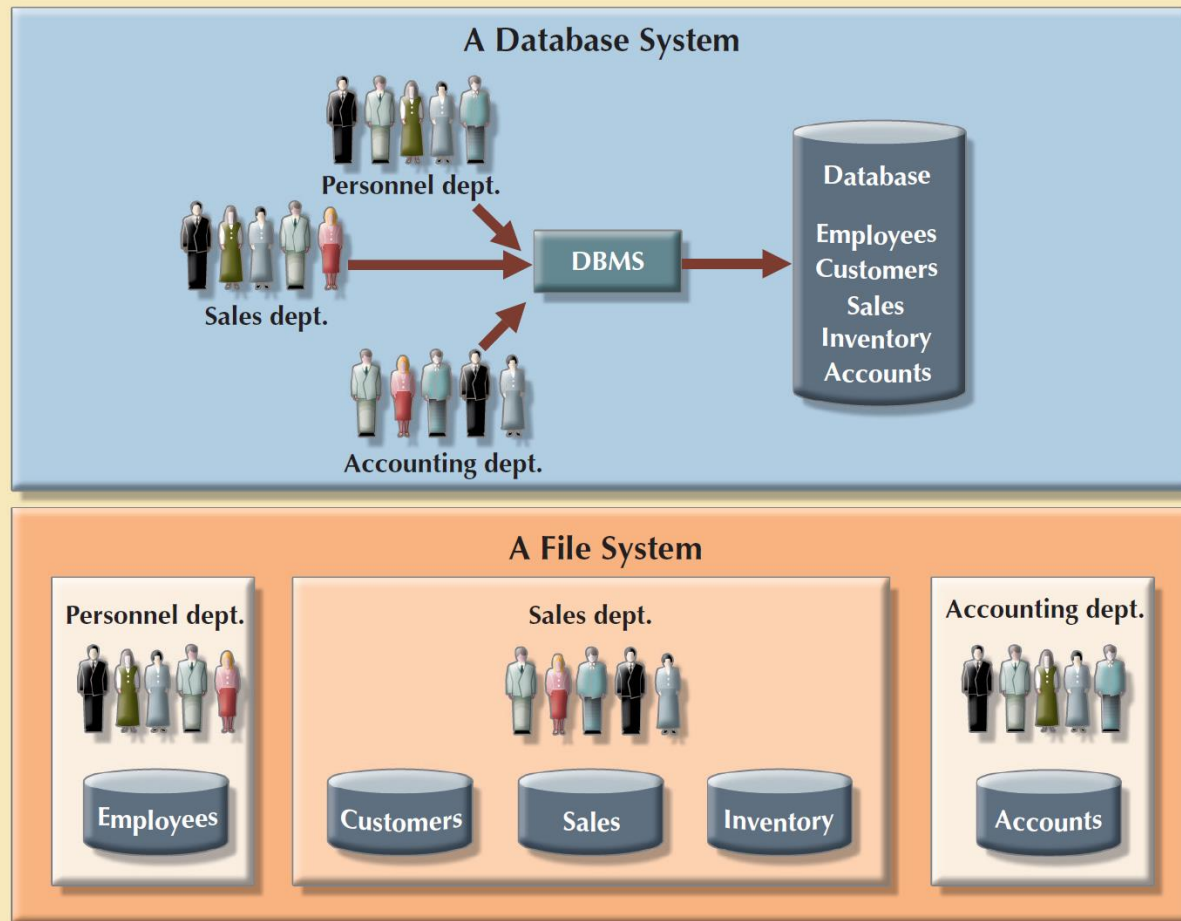 A Database System
Personnel dept.
Sales dept.
Accounting dept.
DBMS
Database
Employees
Customers
Sales
Inventory
Accounts
A File System
Personnel dept.
Employees
Sales dept.
Customers
Sales
Inventory
Accounting dept.
Accounts